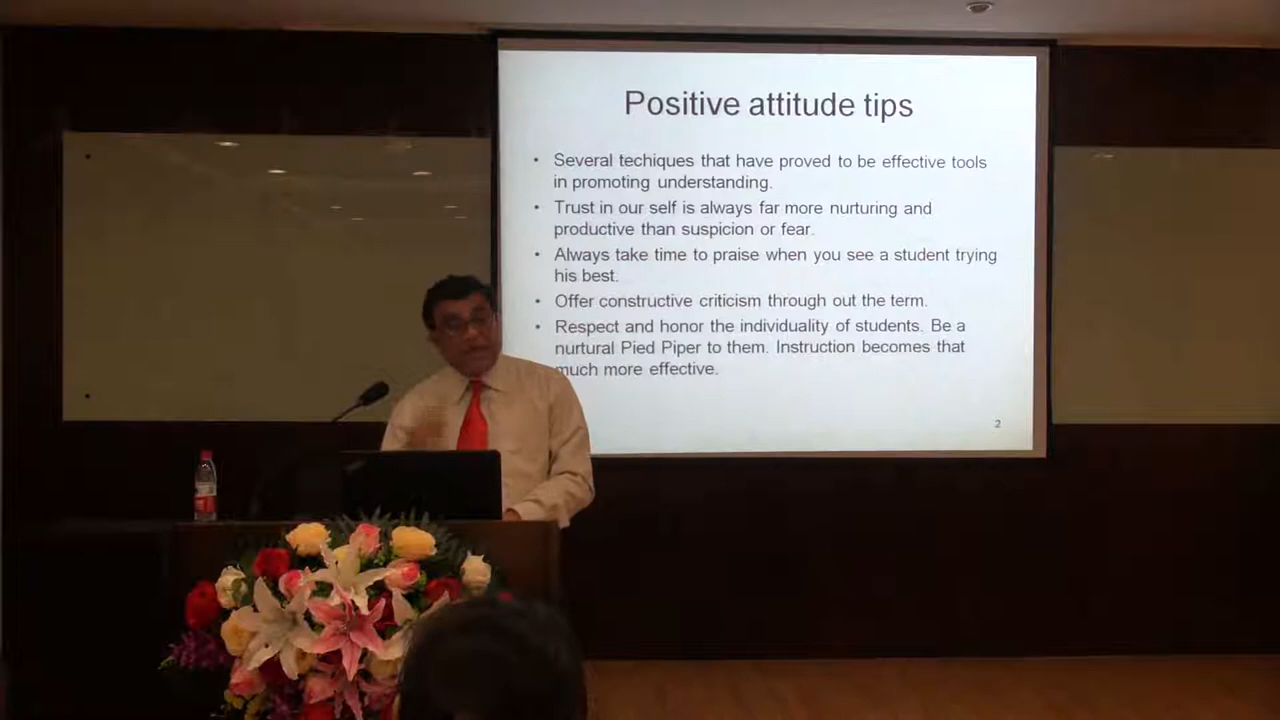 Positive attitude tips
• Several techiques that have proved to be effective tools
in promoting understanding.
• Trust in our self is always far more nurturing and
productive than suspicion or fear.
• Always take time to praise when you see a student trying
his best.
• Offer constructive criticism through out the term.
• Respect and honor the individuality of students. Be a
nurtural Pied Piper to them. Instruction becomes that
much more effective.
2